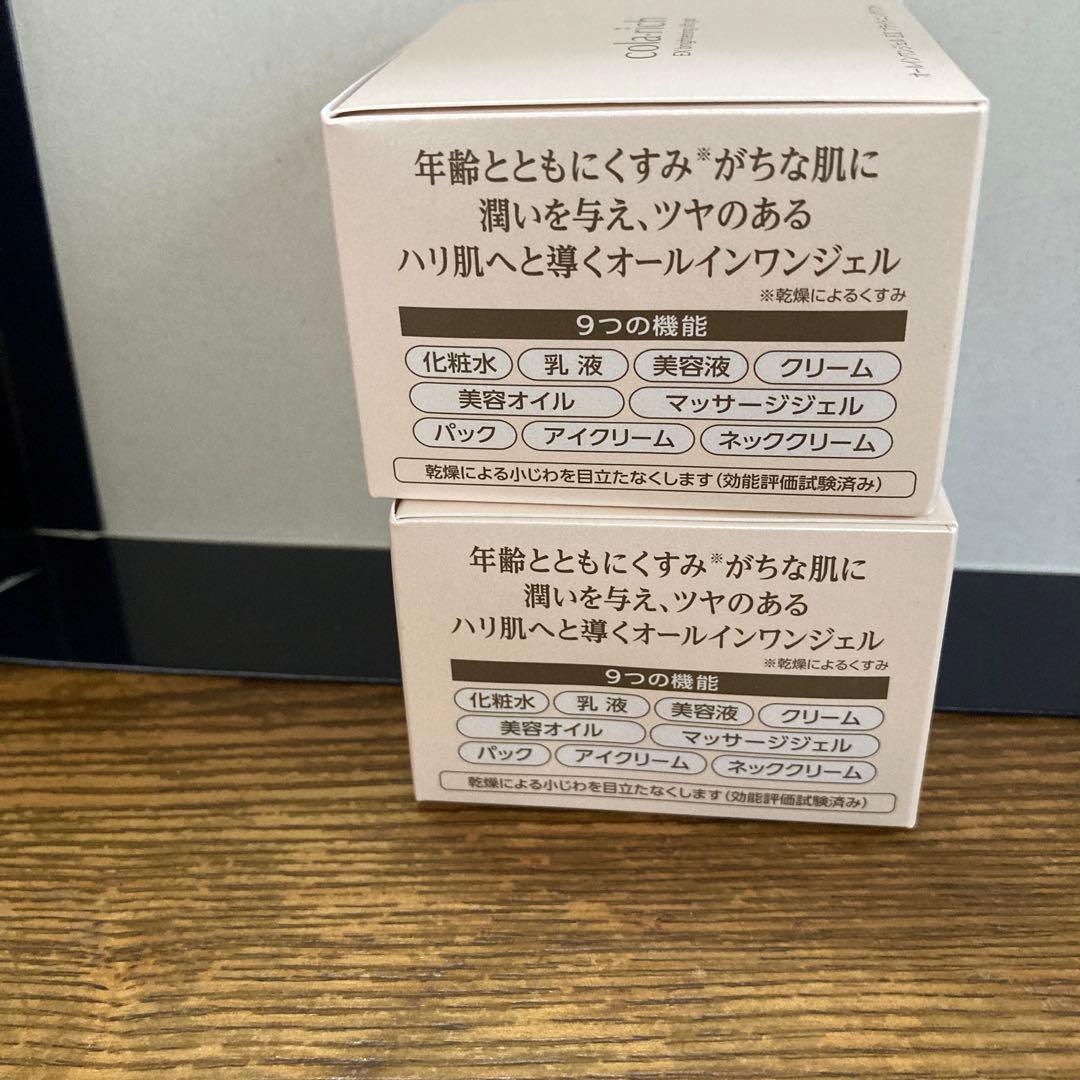 cola·rich
年齢とともにくすみ※がちな肌に
潤いを与え、ツヤのある
ハリ肌へと導くオールインワンジェル
※乾燥によるくすみ
9つの機能
化粧水 乳液 美容液 クリーム
美容オイル マッサージジェル
パック アイクリーム ネッククリーム
乾燥による小じわを目立たなくします(効能評価試験済み)
年齢とともにくすみ※がちな肌に
潤いを与え、ツヤのある
ハリ肌へと導くオールインワンジェル
※乾燥によるくすみ
9つの機能
化粧水 乳液 美容液 クリーム
美容オイル マッサージジェル
パック アイクリーム ネッククリーム
乾燥による小じわを目立たなくします(効能評価試験済み)